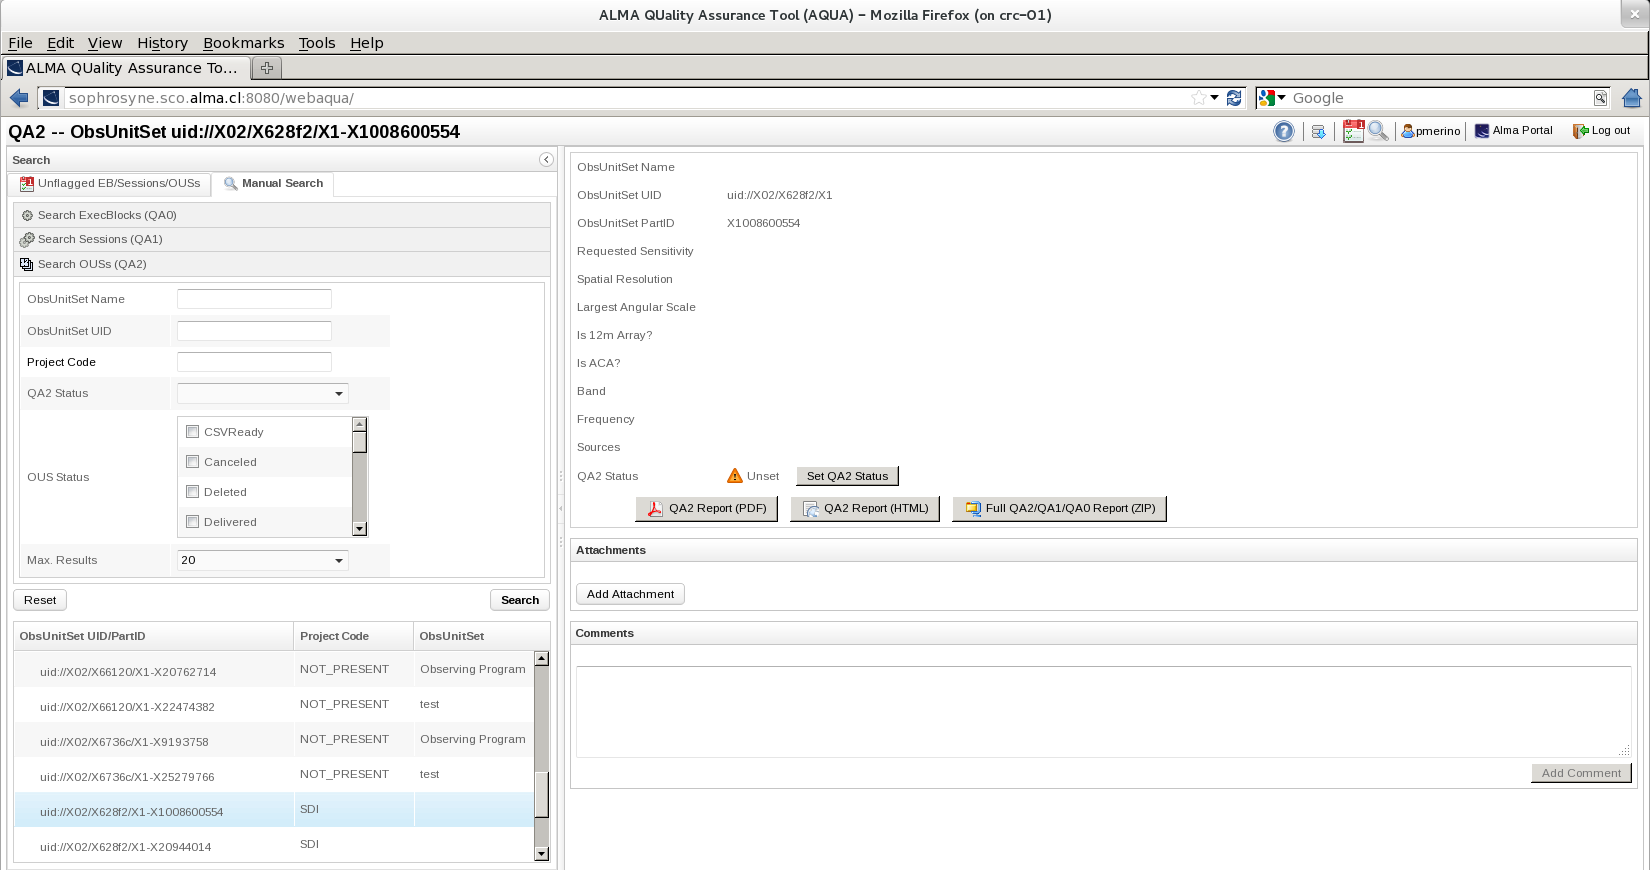 ALMA QUality Assurance Tool (AQUA) – Mozilla Firefox (on crc-01)
File Edit View History Bookmarks Tools Help
ALMA QUality Assurance To...
sophrosyne.sco.alma.cl:8080/webaqua/
Google
QA2 -- ObsUnitSet uid://X02/X628f2/X1-X1008600554
pmerino
Alma Portal
Log out
Search
Unflagged EB/Sessions/OUSs
Manual Search
Search ExecBlocks (QA0)
Search Sessions (QA1)
Search OUSs (QA2)
ObsUnitSet Name
ObsUnitSet UID
Project Code
QA2 Status
OUS Status
CSVReady
Canceled
Deleted
Delivered
Max. Results 20
Reset
Search
ObsUnitSet UID/PartID Project Code ObsUnitSet
uid://X02/X66120/X1-X20762714 NOT_PRESENT Observing Program
uid://X02/X66120/X1-X22474382 NOT_PRESENT test
uid://X02/X6736c/X1-X9193758 NOT_PRESENT Observing Program
uid://X02/X6736c/X1-X25279766 NOT_PRESENT test
uid://X02/X628f2/X1-X1008600554 SDI
uid://X02/X628f2/X1-X20944014 SDI
ObsUnitSet Name
ObsUnitSet UID uid://X02/X628f2/X1
ObsUnitSet PartID X1008600554
Requested Sensitivity
Spatial Resolution
Largest Angular Scale
Is 12m Array?
Is ACA?
Band
Frequency
Sources
QA2 Status Unset Set QA2 Status
QA2 Report (PDF) QA2 Report (HTML) Full QA2/QA1/QA0 Report (ZIP)
Attachments
Add Attachment
Comments
Add Comment